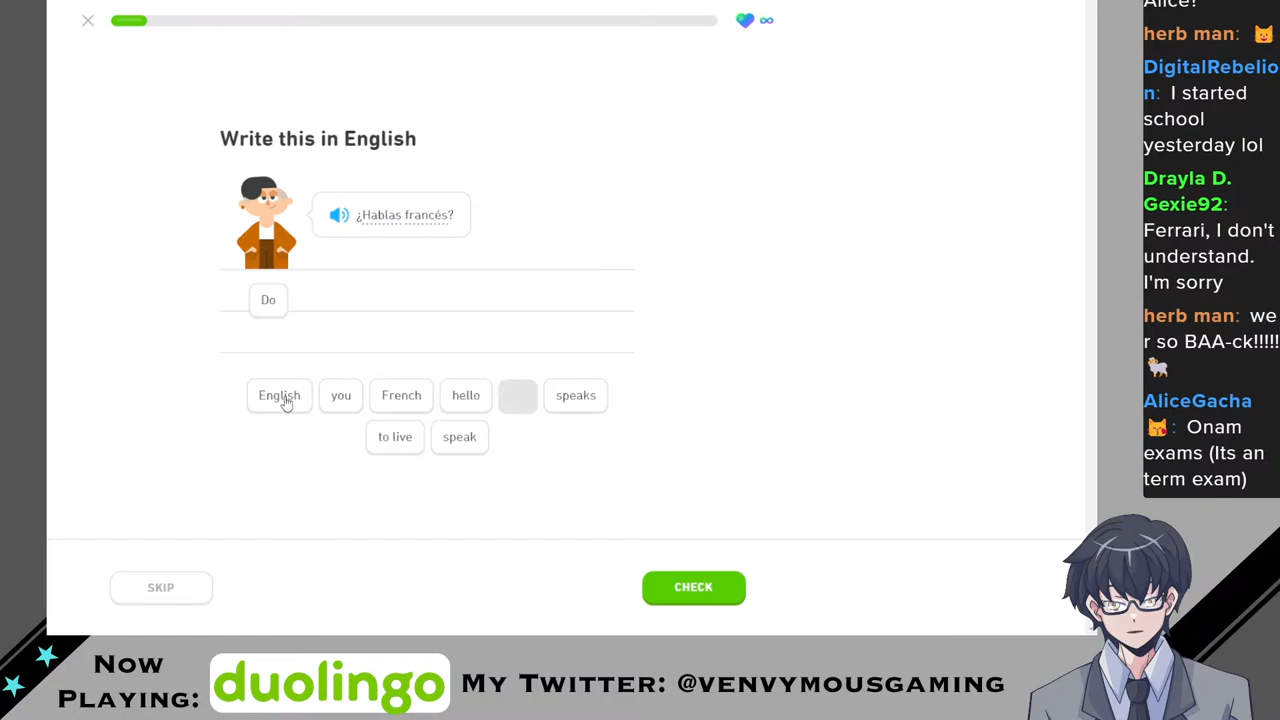 ∞
Write this in English
¿Hablas francés?
Do
English you French hello speaks
to live speak
SKIP CHECK
Alice?
herb man: 😺
DigitalRebelio
n: I started
school
yesterday lol
Drayla D.
Gexie92:
Ferrari, I don't
understand.
I'm sorry
herb man: we
r so BAA-ck!!!!!
🐏
AliceGacha
😽: Onam
exams (Its an
term exam)
Now
Playing:
duolingo
My Twitter: @venvymousgaming